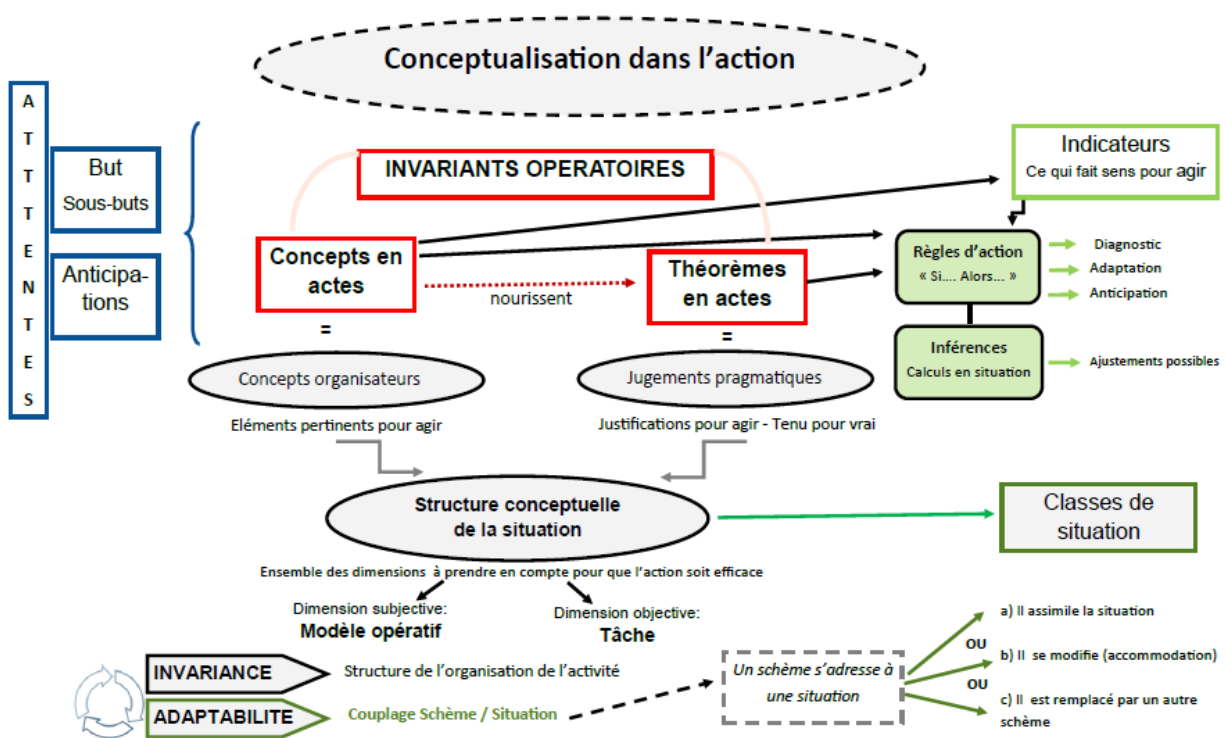 Conceptualisation dans l'action
A
T
T
T
E
N
T
E
S
But
Sous-buts
Anticipa-
tions
INVARIANTS OPERATOIRES
Concepts en
actes
nourissent
Théorèmes
en actes
=
=
Concepts organisateurs
Jugements pragmatiques
Eléments pertinents pour agir
Justifications pour agir - Tenu pour vrai
Indicateurs
Ce qui fait sens pour agir
Règles d'action
« Si.... Alors... »
Diagnostic
Adaptation
Anticipation
Inférences
Calculs en situation
Ajustements possibles
Structure conceptuelle
de la situation
Classes de
situation
Ensemble des dimensions à prendre en compte pour que l'action soit efficace
Dimension subjective:
Modèle opératif
Dimension objective:
Tâche
INVARIANCE
Structure de l'organisation de l'activité
ADAPTABILITE
Couplage Schème / Situation
Un schème s'adresse à
une situation
a) Il assimile la situation
OU
b) Il se modifie (accommodation)
OU
c) Il est remplacé par un autre
schème